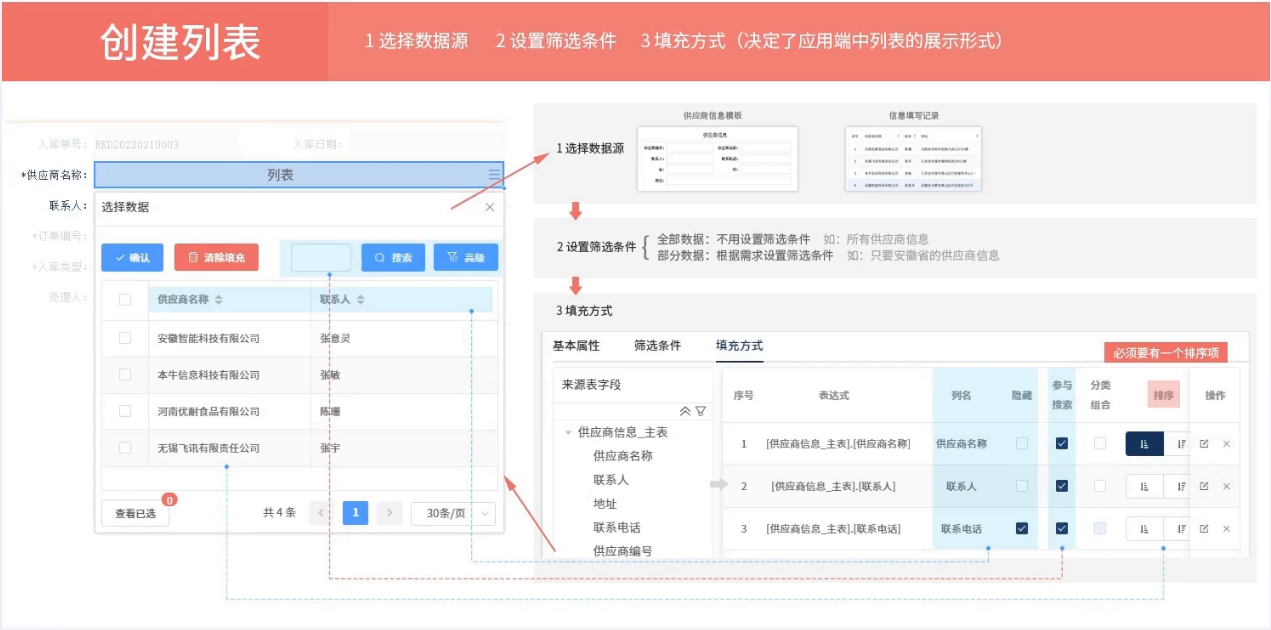 创建列表
1 选择数据源 2 设置筛选条件 3 填充方式（决定了应用端中列表的展示形式）
入库单号: RKD20220210003 入库日期:
*供应商名称: 列表
联系人:
*订单编号:
*入库类型:
处理人:
选择数据
确认 清除填充 搜索 高级
供应商名称 联系人
安徽智能科技有限公司 张意灵
本牛信息科技有限公司 张敏
河南优耐食品有限公司 陈珊
无锡飞讯有限责任公司 张宇
查看已选 0 共 4 条 1 30条/页
供应商信息模板 信息填写记录
1 选择数据源
供应商信息
2 设置筛选条件
全部数据：不用设置筛选条件 如：所有供应商信息
部分数据：根据需求设置筛选条件 如：只要安徽省的供应商信息
3 填充方式
基本属性 筛选条件 填充方式
必须要有一个排序项
来源表字段
供应商信息_主表
供应商名称
联系人
地址
联系电话
供应商编号
序号 表达式 列名 隐藏 参与搜索 分类组合 排序 操作
1 [供应商信息_主表].[供应商名称] 供应商名称
2 [供应商信息_主表].[联系人] 联系人
3 [供应商信息_主表].[联系电话] 联系电话